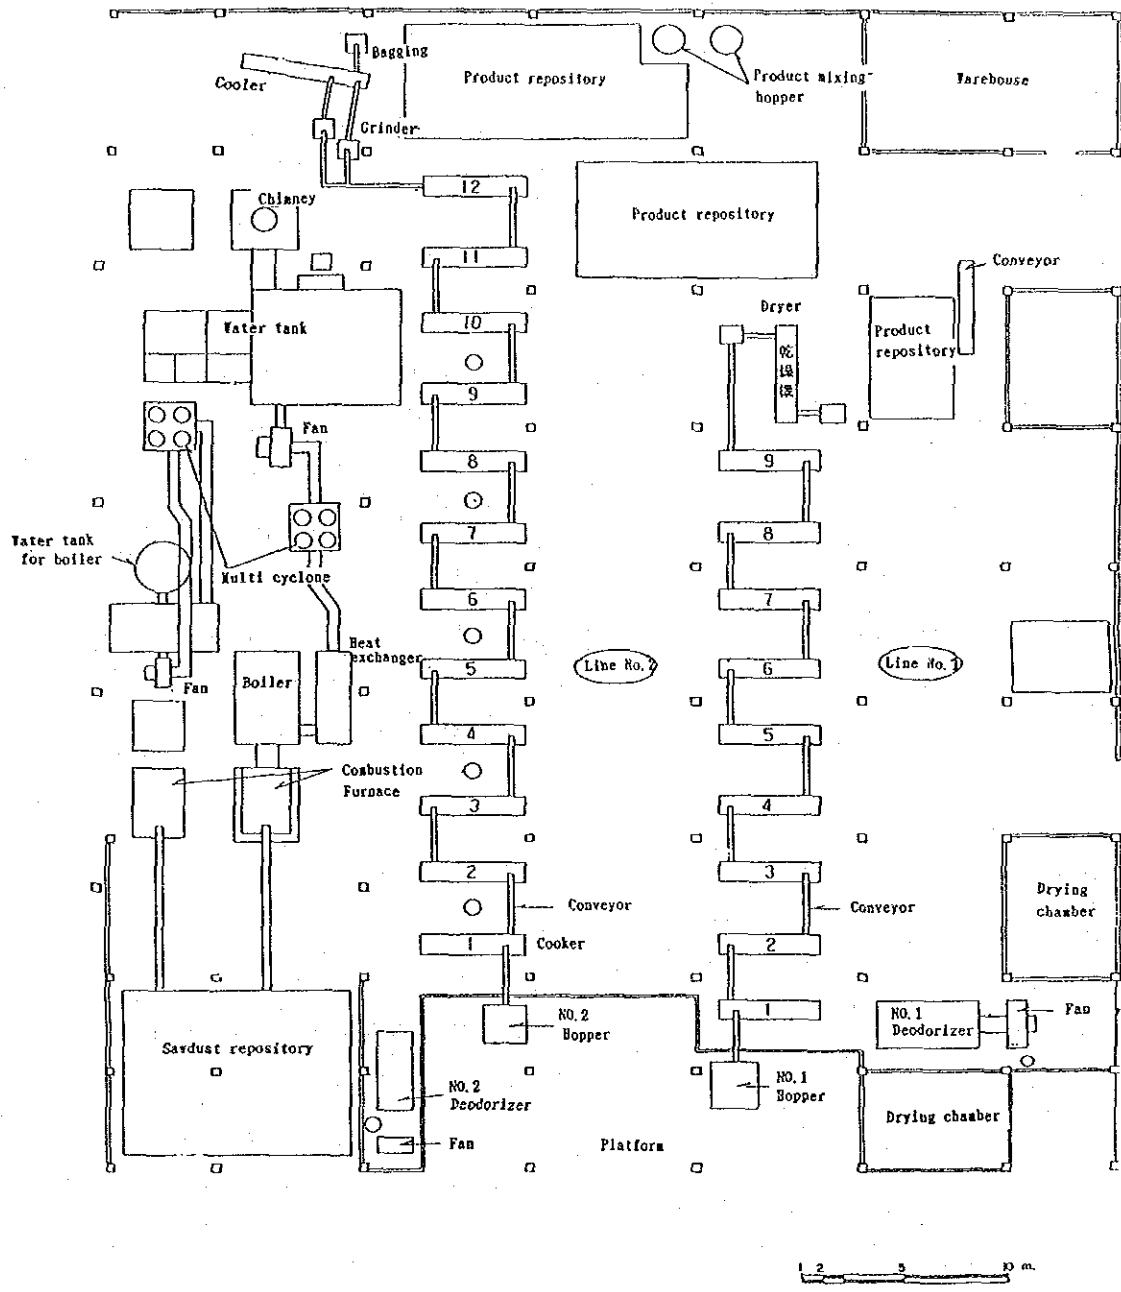 Bagging
Cooler
Product repository
Product mixing
hopper
Warehouse
Grinder
12
Chimney
Product repository
11
Conveyor
10
Water tank
Dryer
乾
燥
機
Product
repository
9
Fan
8
9
7
8
Water tank
for boiler
Multi cyclone
6
7
Heat
exchanger
5
Line No.2
6
Line No.1
Boiler
Fan
4
5
Combustion
Furnace
3
4
2
3
Drying
chamber
Conveyor
Conveyor
1
Cooker
2
NO.2
Hopper
1
NO.1
Deodorizer
Fan
Sawdust repository
NO.2
Deodorizer
NO.1
Hopper
Drying chamber
Fan
Platform
1 2 5 10 m.